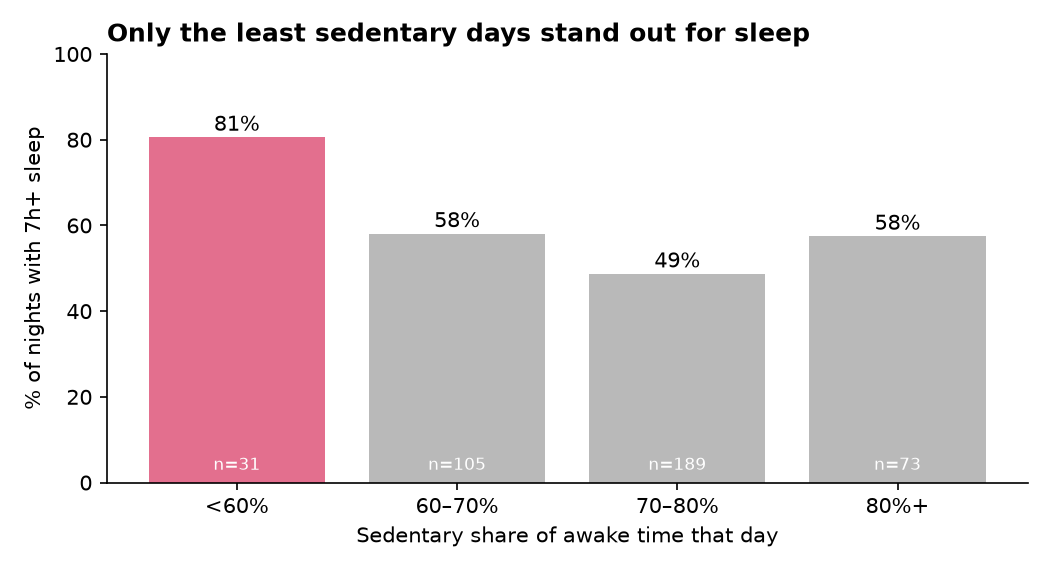 Only the least sedentary days stand out for sleep
% of nights with 7h+ sleep
100
80
60
40
20
0
81%
58%
49%
58%
n=31
n=105
n=189
n=73
<60%
60–70%
70–80%
80%+
Sedentary share of awake time that day